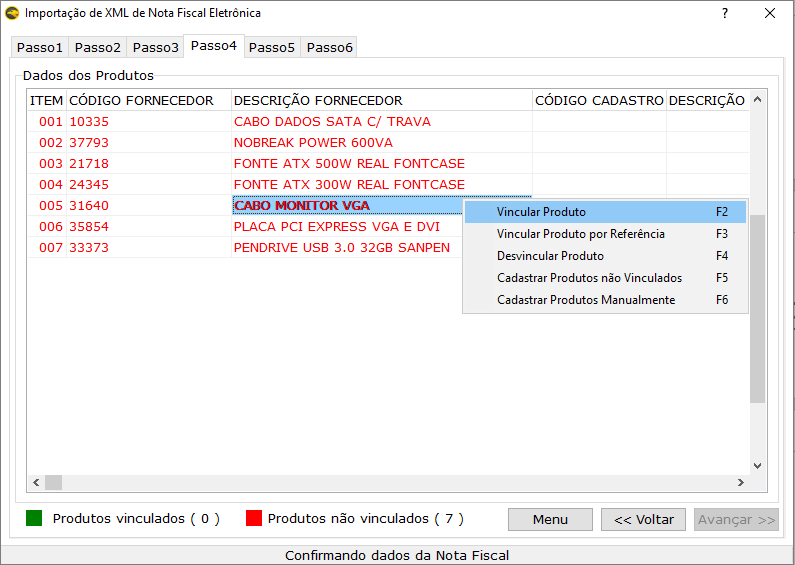 Importação de XML de Nota Fiscal Eletrônica ?
Passo1 Passo2 Passo3 Passo4 Passo5 Passo6
Dados dos Produtos
ITEM CÓDIGO FORNECEDOR DESCRIÇÃO FORNECEDOR CÓDIGO CADASTRO DESCRIÇÃO
001 10335 CABO DADOS SATA C/ TRAVA
002 37793 NOBREAK POWER 600VA
003 21718 FONTE ATX 500W REAL FONTCASE
004 24345 FONTE ATX 300W REAL FONTCASE
005 31640 CABO MONITOR VGA
006 35854 PLACA PCI EXPRESS VGA E DVI
007 33373 PENDRIVE USB 3.0 32GB SANPEN
Vincular Produto F2
Vincular Produto por Referência F3
Desvincular Produto F4
Cadastrar Produtos não Vinculados F5
Cadastrar Produtos Manualmente F6
Produtos vinculados ( 0 ) Produtos não vinculados ( 7 ) Menu << Voltar Avançar >>
Confirmando dados da Nota Fiscal